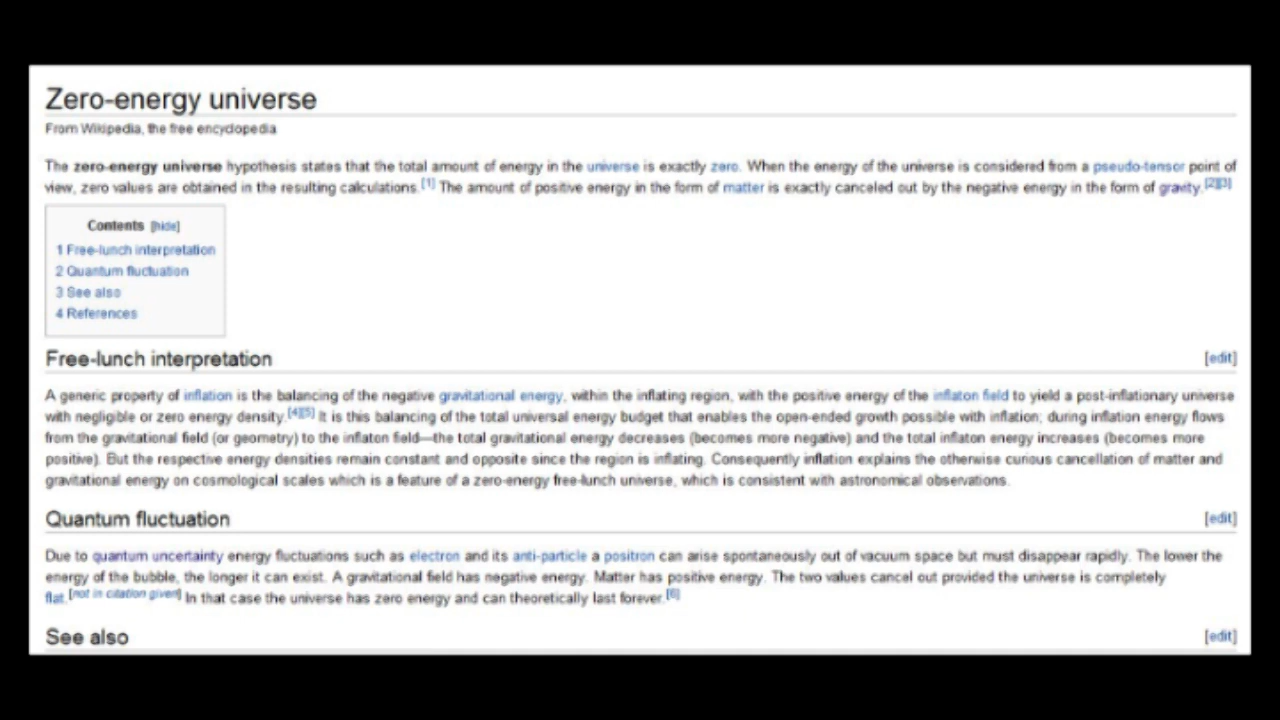 Zero-energy universe
From Wikipedia, the free encyclopedia
The zero-energy universe hypothesis states that the total amount of energy in the universe is exactly zero. When the energy of the universe is considered from a pseudo-tensor point of
view, zero values are obtained in the resulting calculations.[1] The amount of positive energy in the form of matter is exactly canceled out by the negative energy in the form of gravity.[2][3]
Contents [hide]
1 Free-lunch interpretation
2 Quantum fluctuation
3 See also
4 References
Free-lunch interpretation [edit]
A generic property of inflation is the balancing of the negative gravitational energy, within the inflating region, with the positive energy of the inflaton field to yield a post-inflationary universe
with negligible or zero energy density.[4][5] It is this balancing of the total universal energy budget that enables the open-ended growth possible with inflation; during inflation energy flows
from the gravitational field (or geometry) to the inflaton field—the total gravitational energy decreases (becomes more negative) and the total inflaton energy increases (becomes more
positive). But the respective energy densities remain constant and opposite since the region is inflating. Consequently inflation explains the otherwise curious cancellation of matter and
gravitational energy on cosmological scales which is a feature of a zero-energy free-lunch universe, which is consistent with astronomical observations.
Quantum fluctuation [edit]
Due to quantum uncertainty energy fluctuations such as electron and its anti-particle a positron can arise spontaneously out of vacuum space but must disappear rapidly. The lower the
energy of the bubble, the longer it can exist. A gravitational field has negative energy. Matter has positive energy. The two values cancel out provided the universe is completely
flat.[not in citation given] In that case the universe has zero energy and can theoretically last forever.[6]
See also [edit]